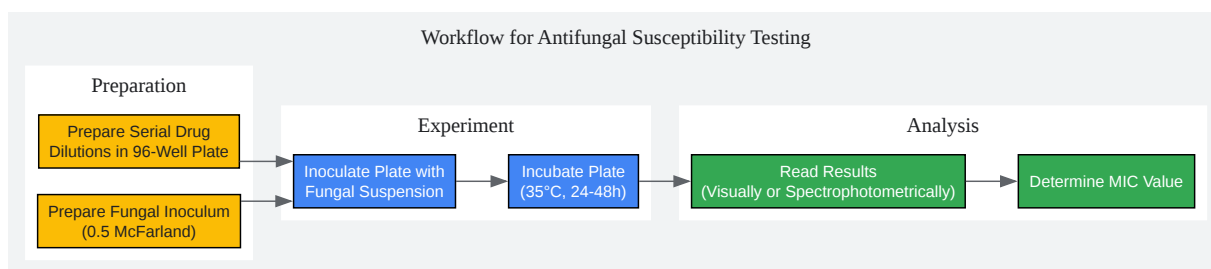 Workflow for Antifungal Susceptibility Testing
Preparation
Prepare Serial Drug
Dilutions in 96-Well Plate
Prepare Fungal Inoculum
(0.5 McFarland)
Experiment
Inoculate Plate with
Fungal Suspension
Incubate Plate
(35°C, 24-48h)
Analysis
Read Results
(Visually or Spectrophotometrically)
Determine MIC Value